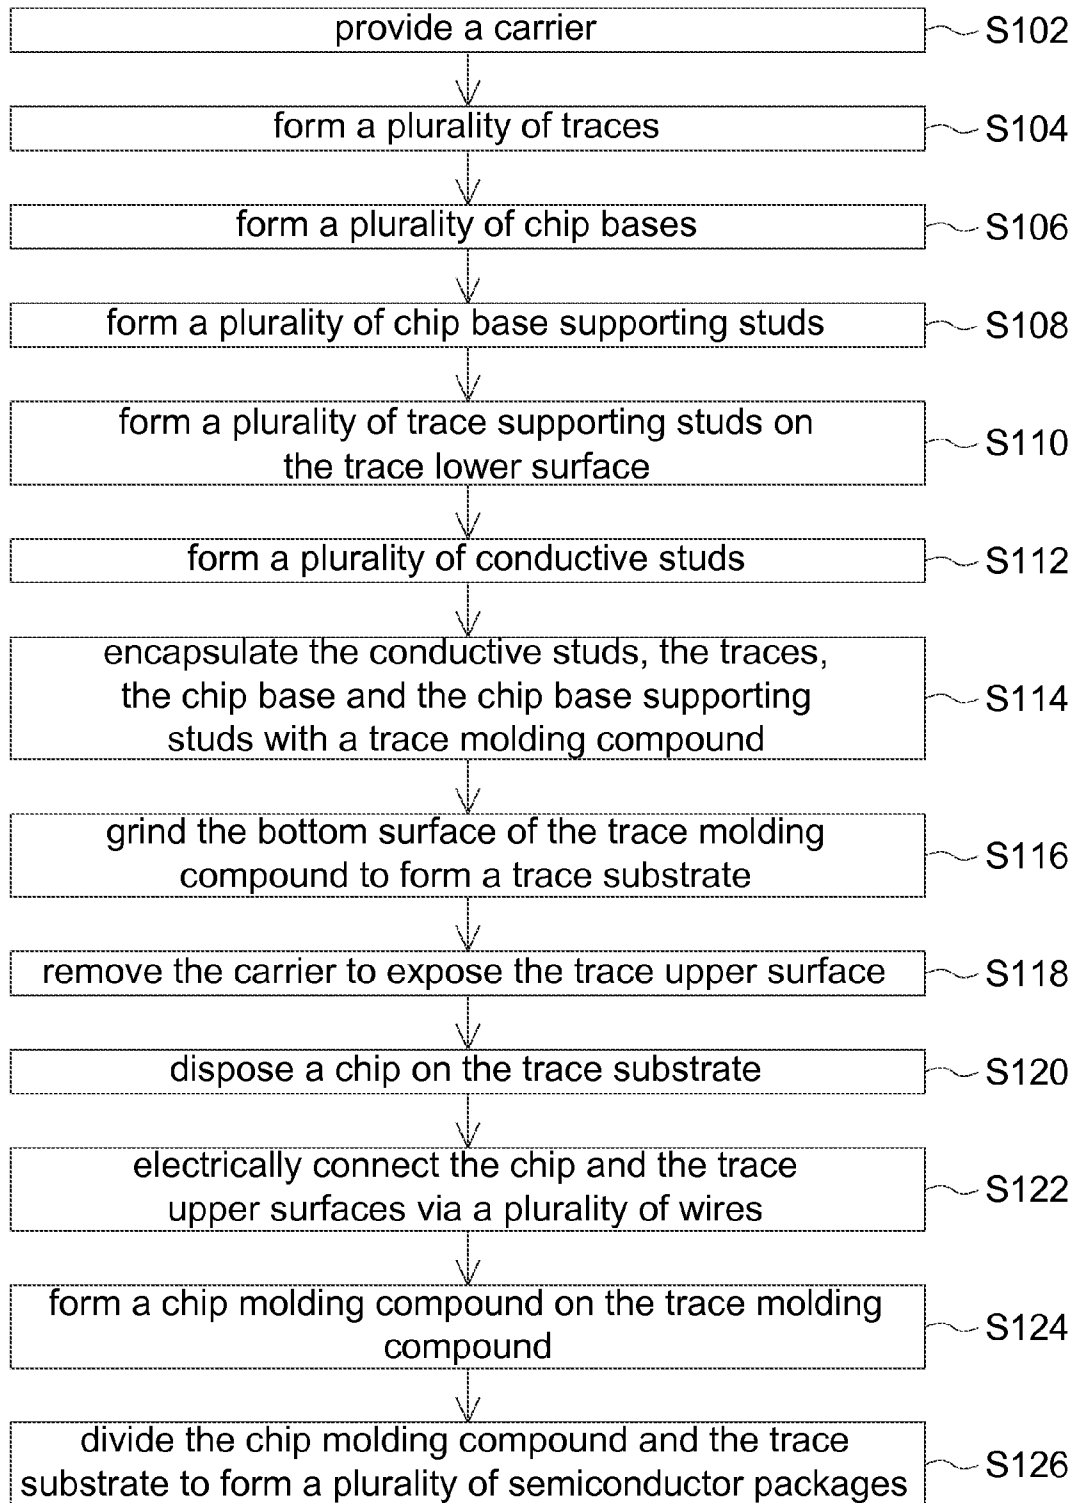 provide a carrier
S102
form a plurality of traces
S104
form a plurality of chip bases
S106
form a plurality of chip base supporting studs
S108
form a plurality of trace supporting studs on
the trace lower surface
S110
form a plurality of conductive studs
S112
encapsulate the conductive studs, the traces,
the chip base and the chip base supporting
studs with a trace molding compound
S114
grind the bottom surface of the trace molding
compound to form a trace substrate
S116
remove the carrier to expose the trace upper surface
S118
dispose a chip on the trace substrate
S120
electrically connect the chip and the trace
upper surfaces via a plurality of wires
S122
form a chip molding compound on the trace molding
compound
S124
divide the chip molding compound and the trace
substrate to form a plurality of semiconductor packages
S126